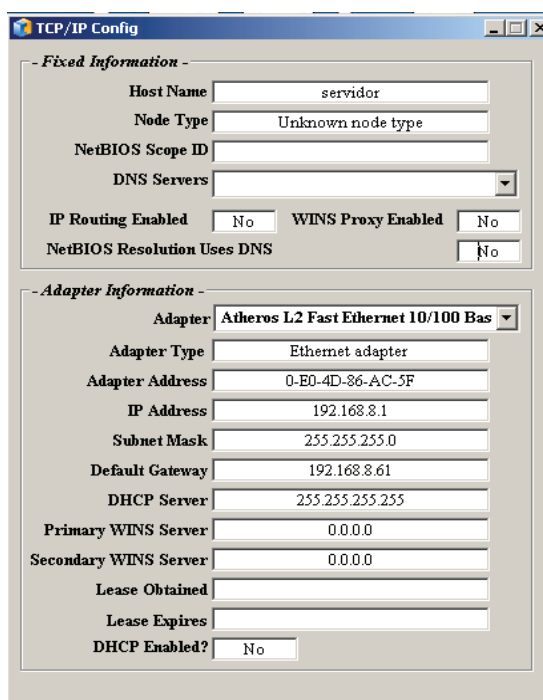 TCP/IP Config
- Fixed Information -
Host Name servidor
Node Type Unknown node type
NetBIOS Scope ID
DNS Servers
IP Routing Enabled No WINS Proxy Enabled No
NetBIOS Resolution Uses DNS No
- Adapter Information -
Adapter Atheros L2 Fast Ethernet 10/100 Bas
Adapter Type Ethernet adapter
Adapter Address 0-E0-4D-86-AC-5F
IP Address 192.168.8.1
Subnet Mask 255.255.255.0
Default Gateway 192.168.8.61
DHCP Server 255.255.255.255
Primary WINS Server 0.0.0.0
Secondary WINS Server 0.0.0.0
Lease Obtained
Lease Expires
DHCP Enabled? No